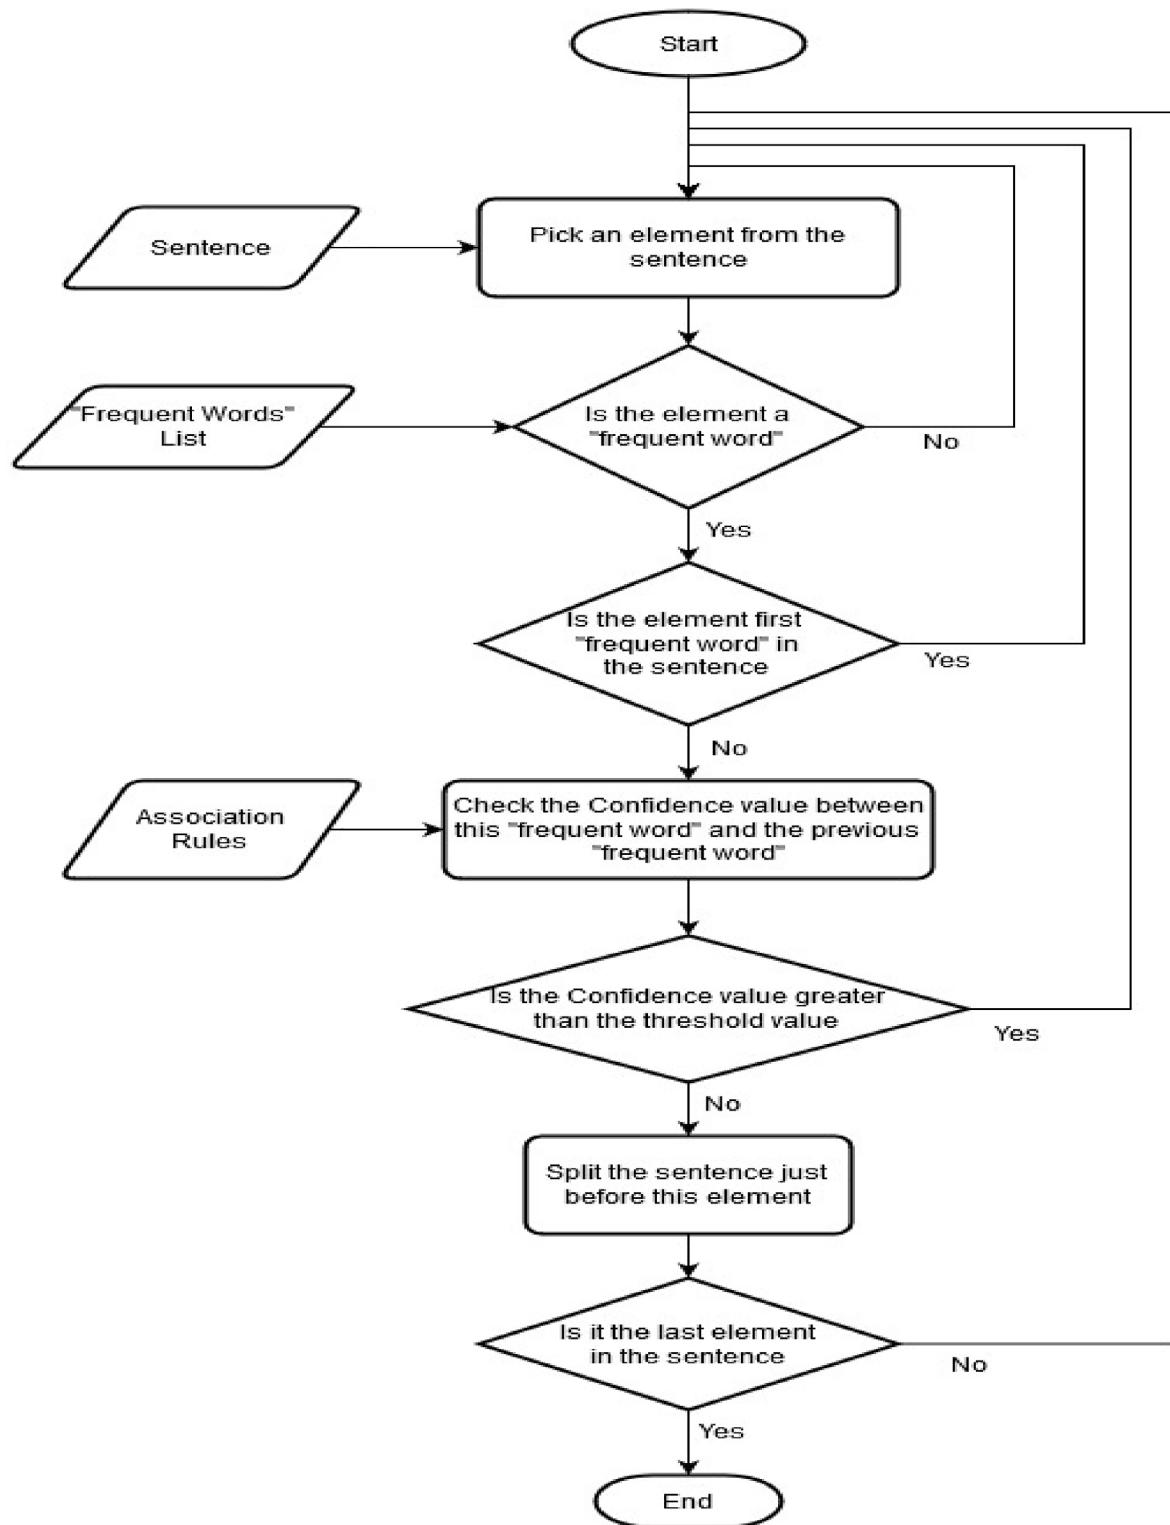 Start
Pick an element from the
sentence
Sentence
Is the element a
"frequent word"
"Frequent Words"
List
No
Yes
Is the element first
"frequent word" in
the sentence
Yes
No
Check the Confidence value between
this "frequent word" and the previous
"frequent word"
Association
Rules
Is the Confidence value greater
than the threshold value
Yes
No
Split the sentence just
before this element
Is it the last element
in the sentence
No
Yes
End